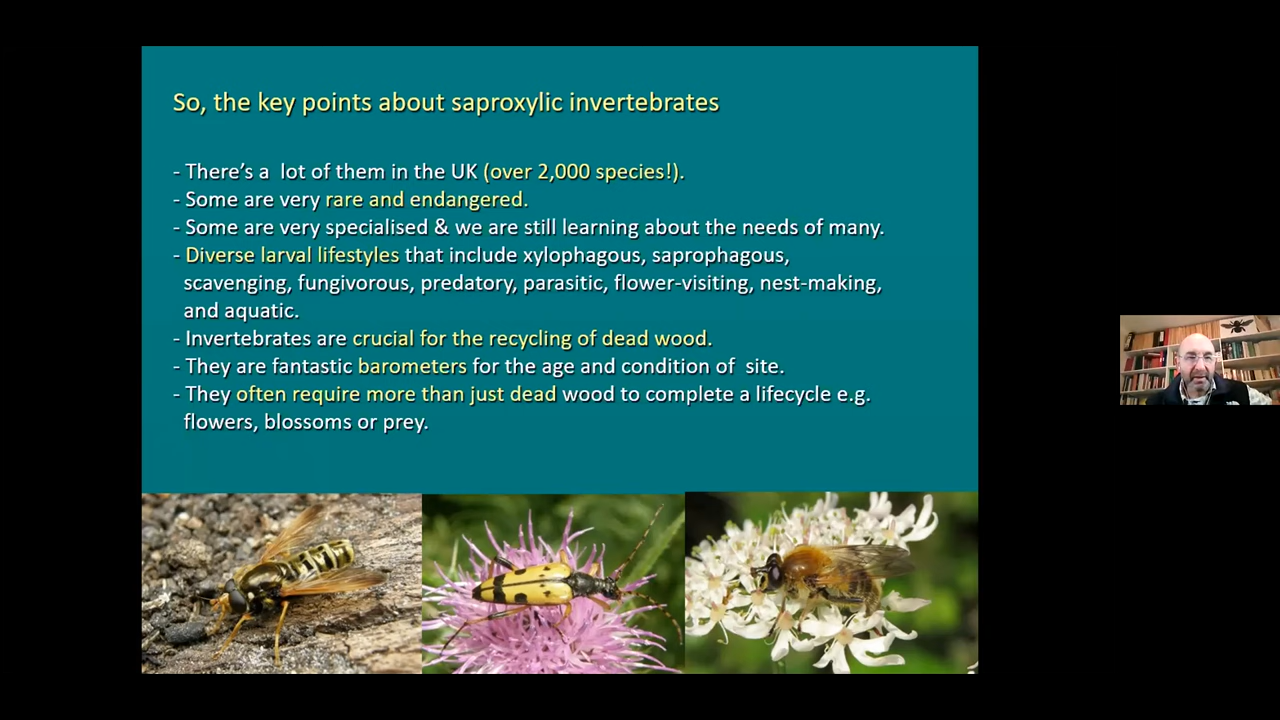 So, the key points about saproxylic invertebrates
- There's a  lot of them in the UK (over 2,000 species!).
- Some are very rare and endangered.
- Some are very specialised & we are still learning about the needs of many.
- Diverse larval lifestyles that include xylophagous, saprophagous,
scavenging, fungivorous, predatory, parasitic, flower-visiting, nest-making,
and aquatic.
- Invertebrates are crucial for the recycling of dead wood.
- They are fantastic barometers for the age and condition of  site.
- They often require more than just dead wood to complete a lifecycle e.g.
flowers, blossoms or prey.